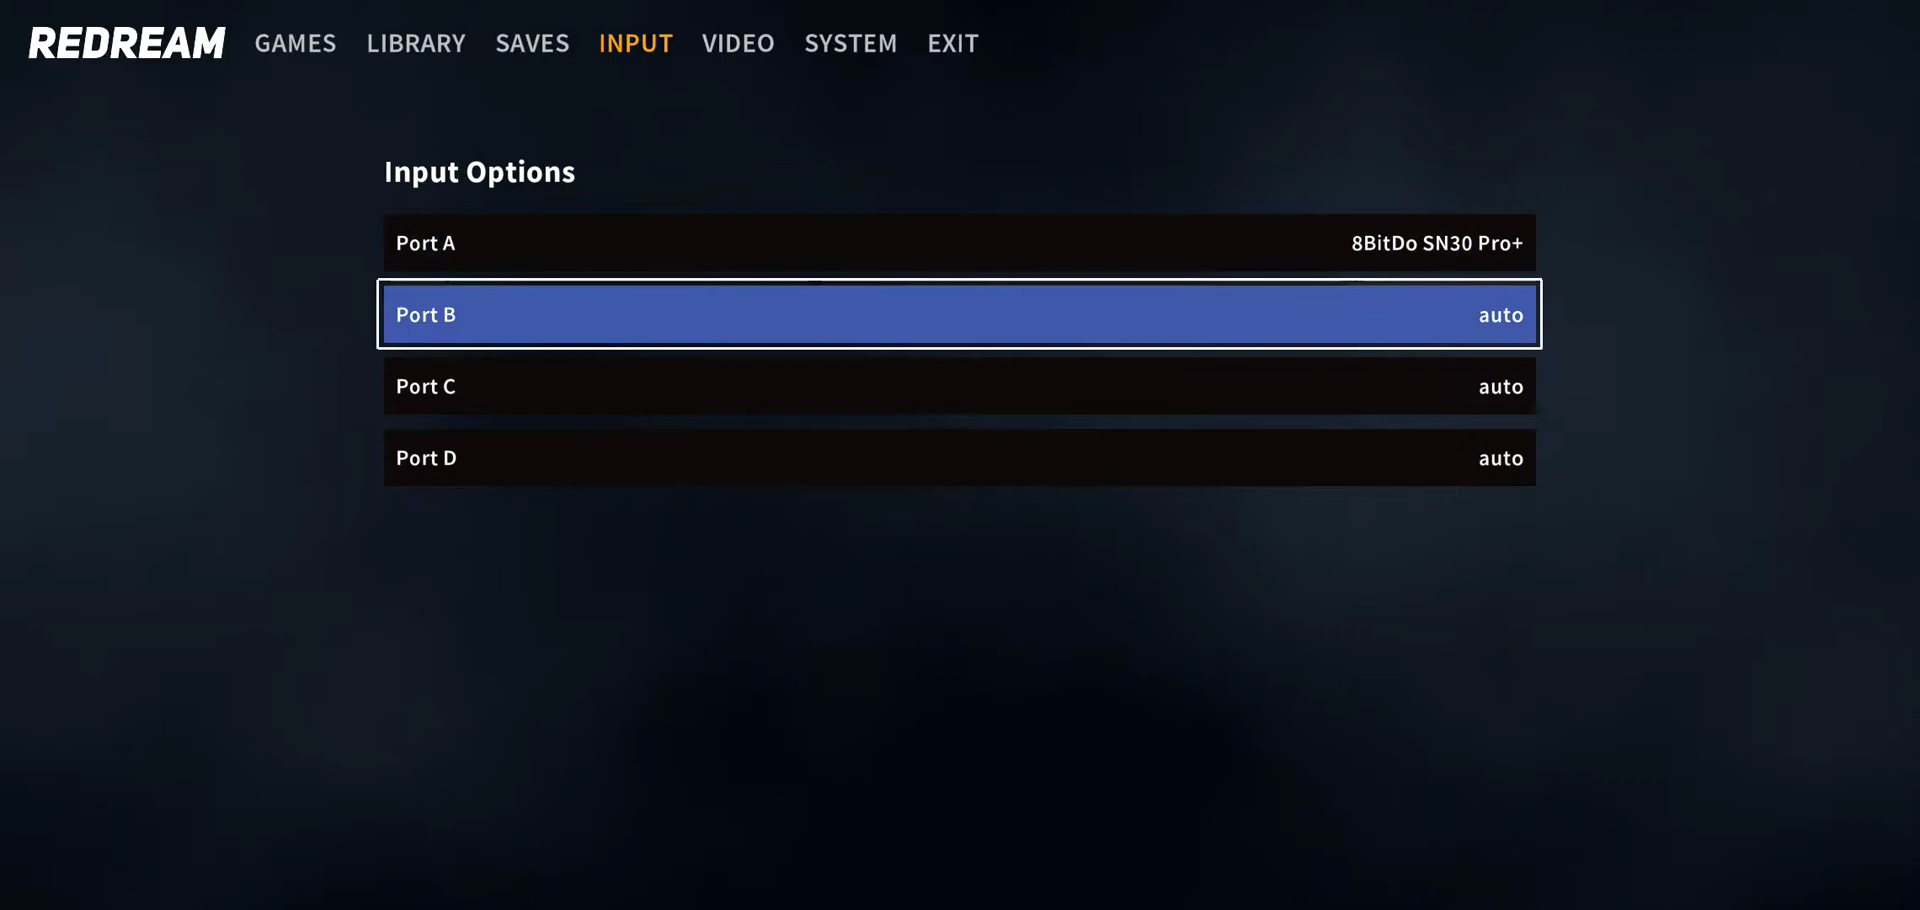 REDREAM GAMES LIBRARY SAVES INPUT VIDEO SYSTEM EXIT
Input Options
Port A 8BitDo SN30 Pro+
Port B auto
Port C auto
Port D auto